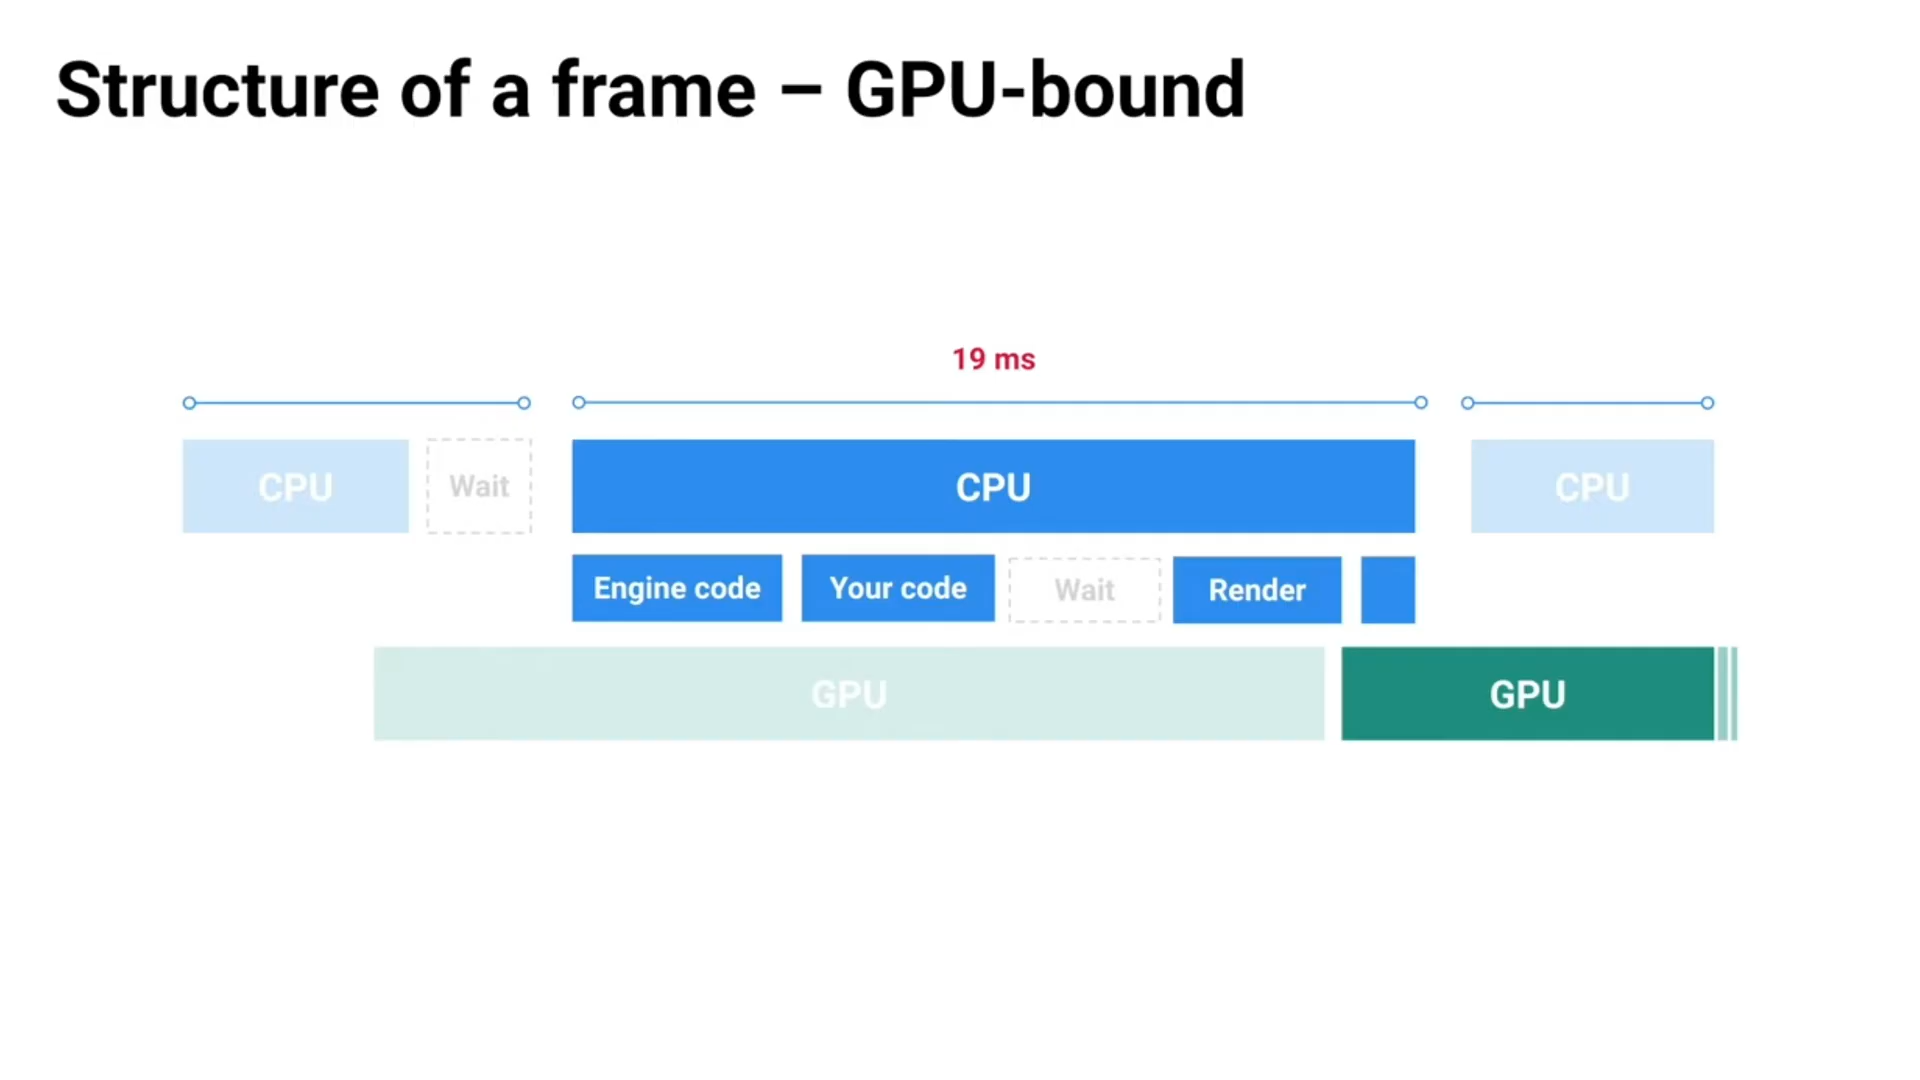 Structure of a frame – GPU-bound
19 ms
CPU
Wait
CPU
CPU
Engine code
Your code
Wait
Render
GPU
GPU